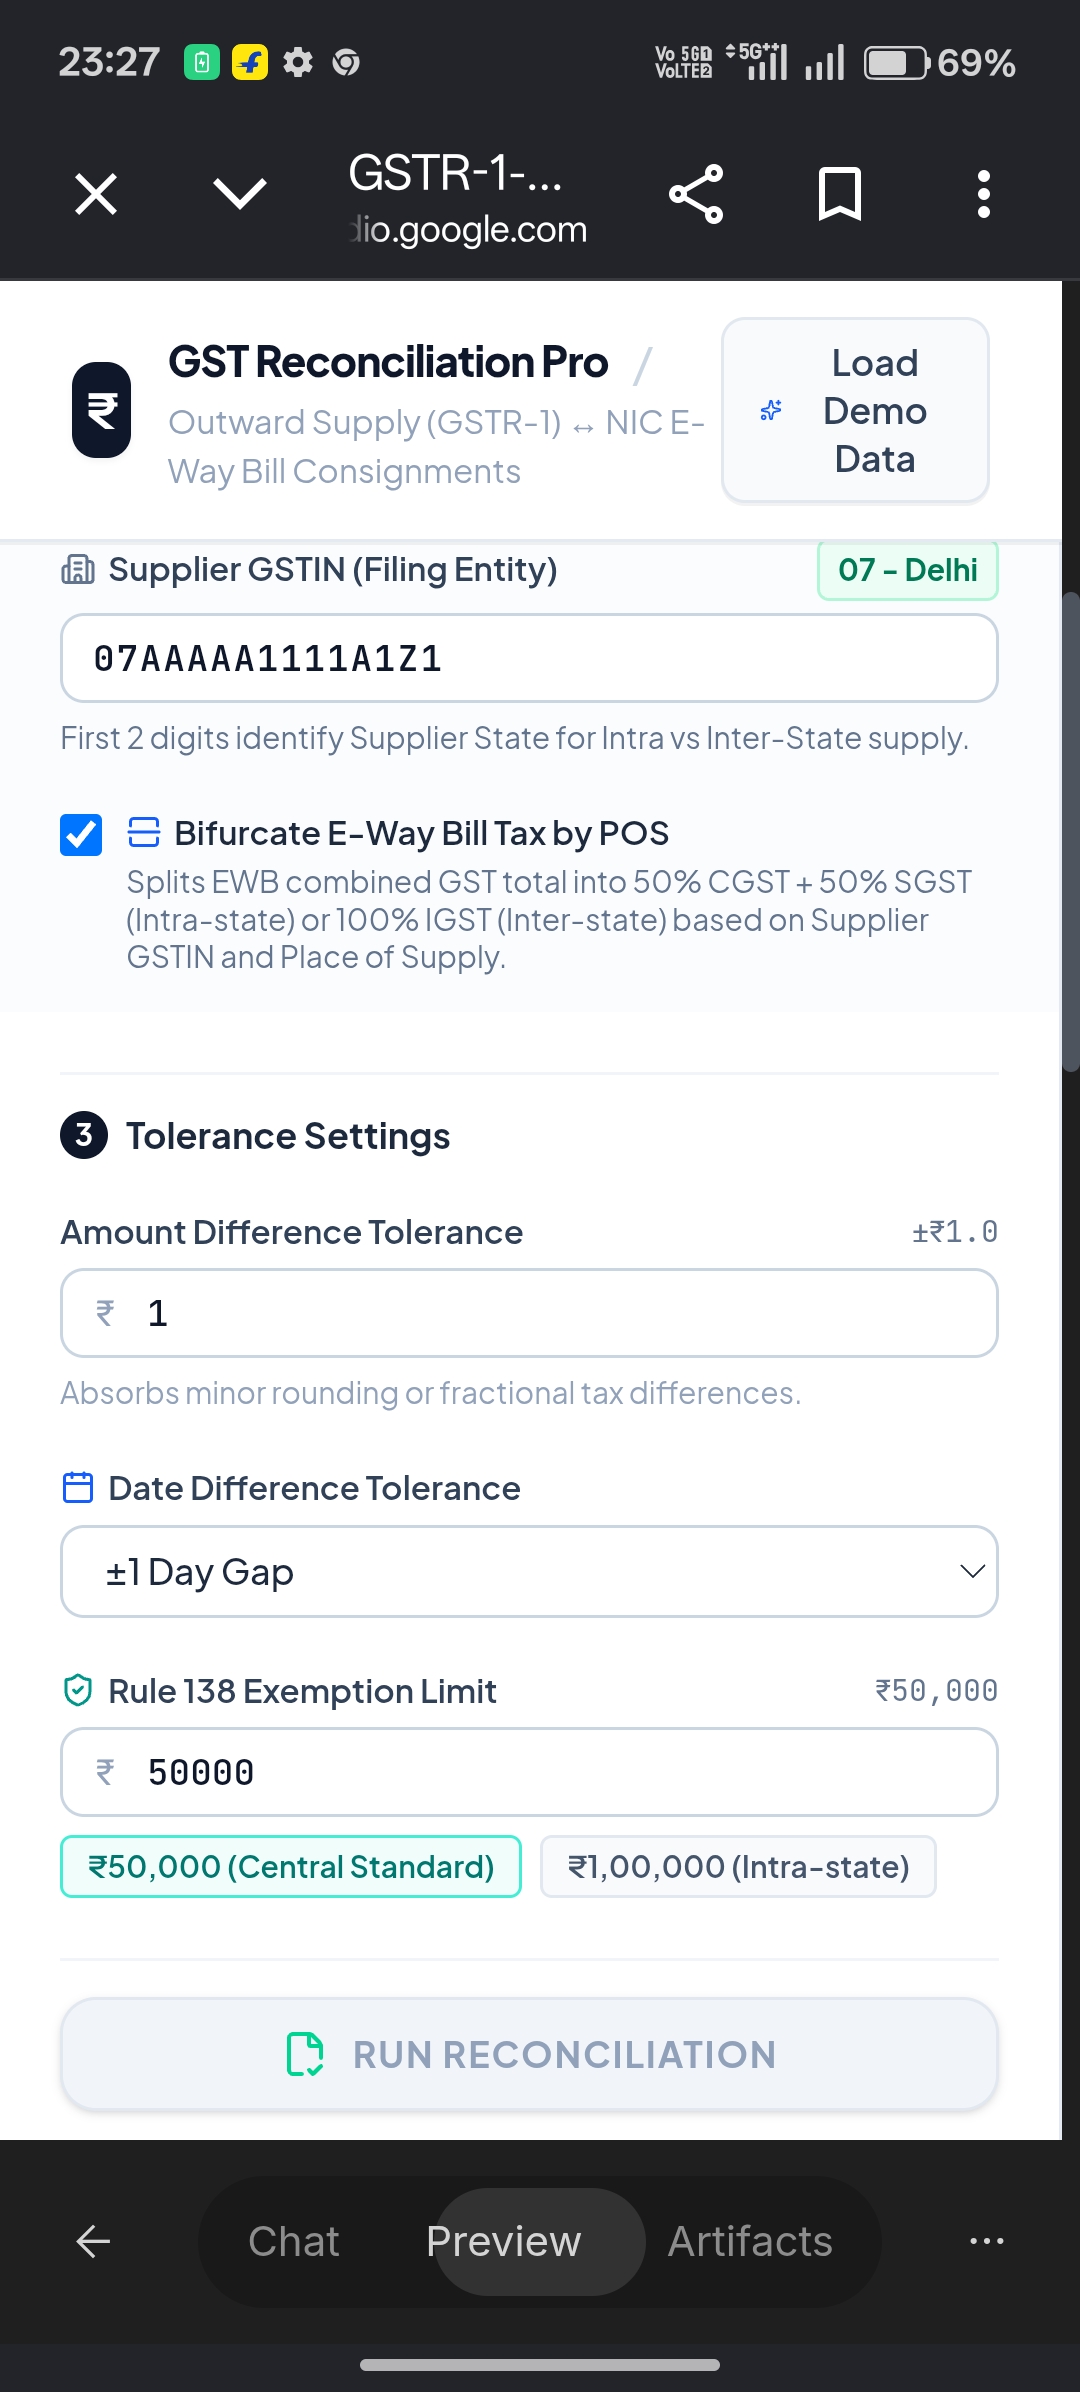 23:27
Vo 5G 1
VoLTE 2
5G++
69%
GSTR-1-...
dio.google.com
₹
GST Reconciliation Pro /
Outward Supply (GSTR-1) ↔ NIC E-
Way Bill Consignments
Load
Demo
Data
Supplier GSTIN (Filing Entity)
07 - Delhi
07AAAAA1111A1Z1
First 2 digits identify Supplier State for Intra vs Inter-State supply.
Bifurcate E-Way Bill Tax by POS
Splits EWB combined GST total into 50% CGST + 50% SGST
(Intra-state) or 100% IGST (Inter-state) based on Supplier
GSTIN and Place of Supply.
3 Tolerance Settings
Amount Difference Tolerance
±₹1.0
₹ 1
Absorbs minor rounding or fractional tax differences.
Date Difference Tolerance
±1 Day Gap
Rule 138 Exemption Limit
₹50,000
₹ 50000
₹50,000 (Central Standard)
₹1,00,000 (Intra-state)
RUN RECONCILIATION
Chat
Preview
Artifacts